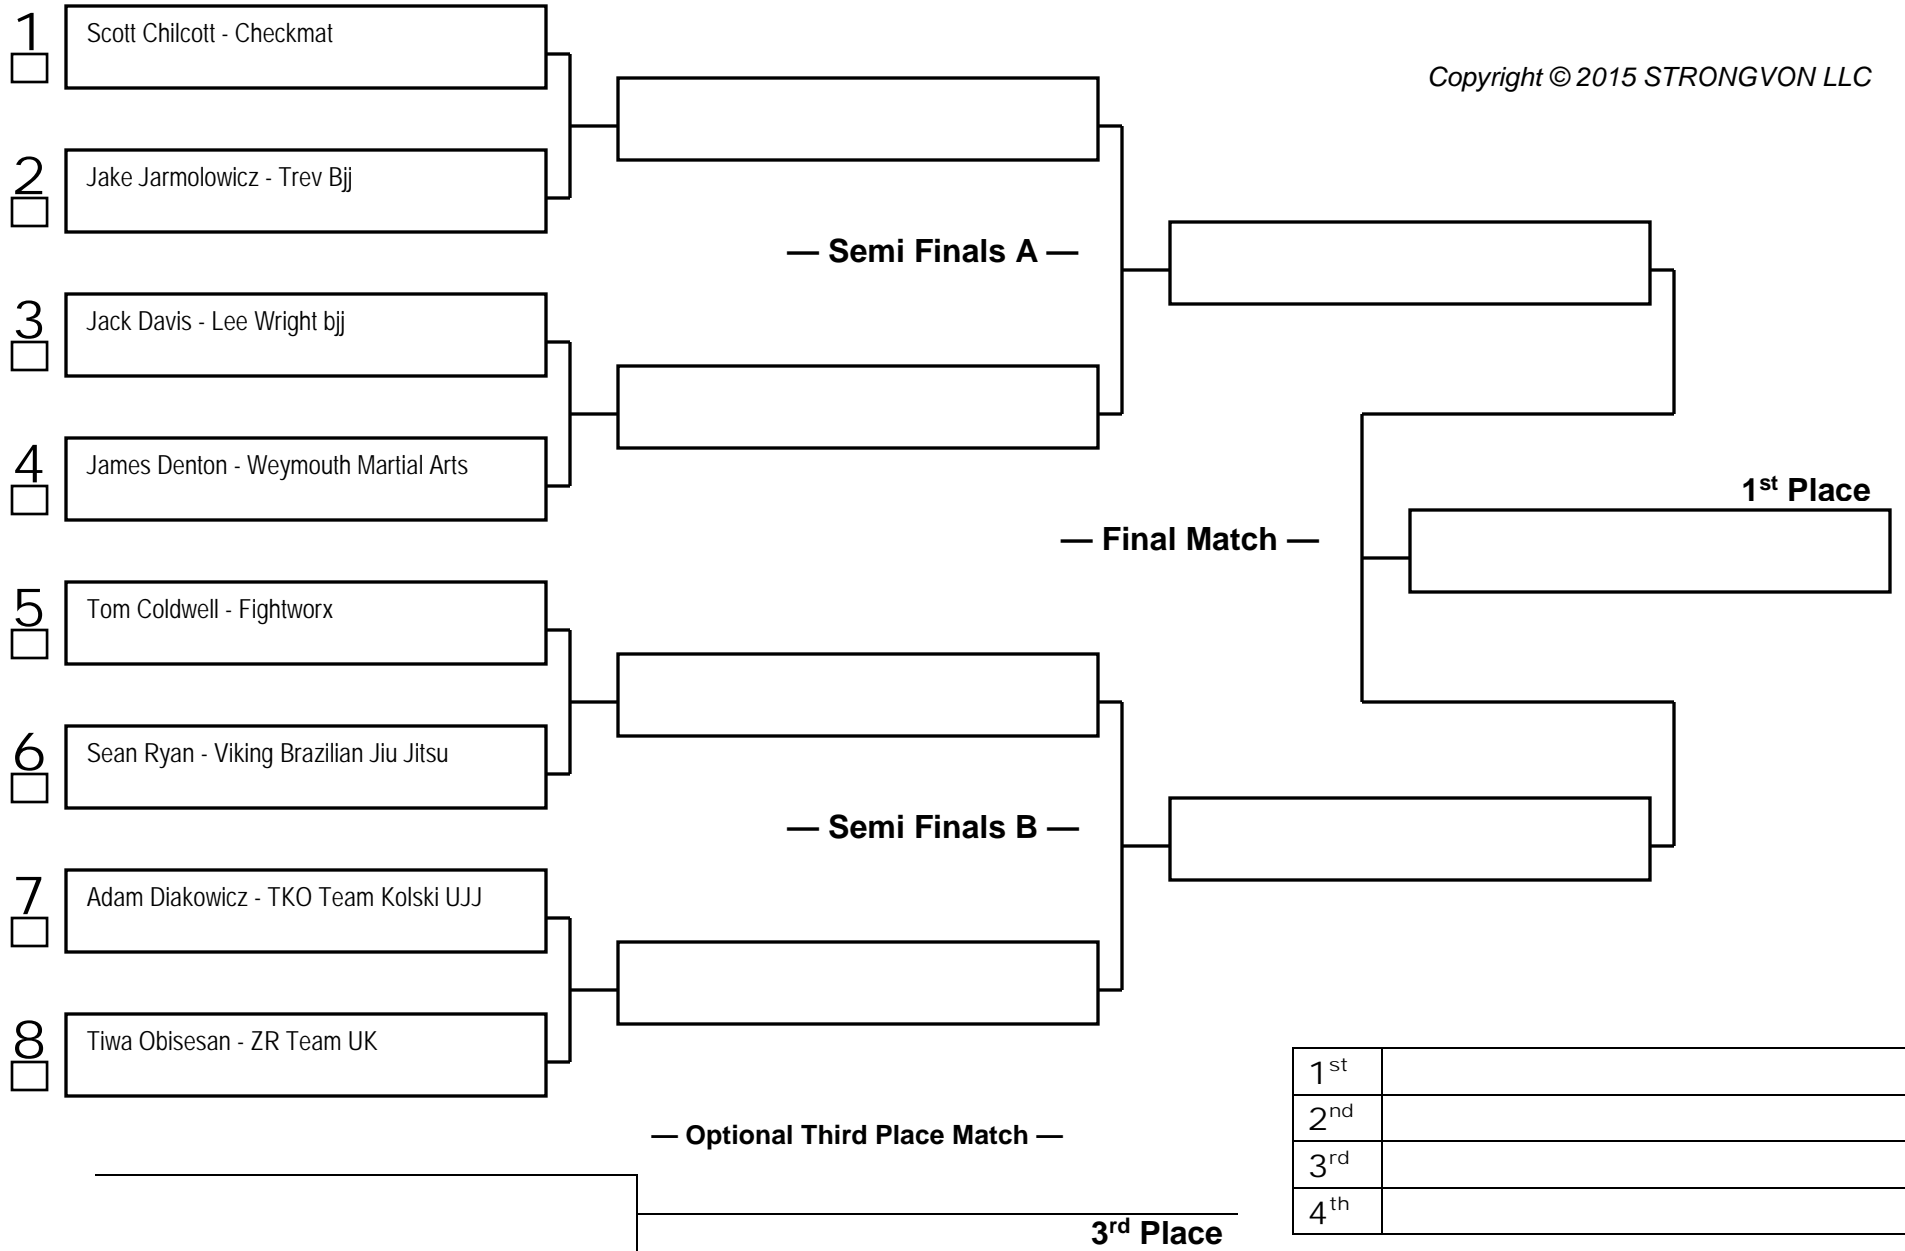 1
Scott Chilcott - Checkmat
Copyright © 2015 STRONGVON LLC
2
Jake Jarmolowicz - Trev Bjj
— Semi Finals A —
3
Jack Davis - Lee Wright bjj
4
James Denton - Weymouth Martial Arts
1st Place
— Final Match —
5
Tom Coldwell - Fightworx
6
Sean Ryan - Viking Brazilian Jiu Jitsu
— Semi Finals B —
7
Adam Diakowicz - TKO Team Kolski UJJ
8
Tiwa Obisesan - ZR Team UK
— Optional Third Place Match —
3rd Place
1st
2nd
3rd
4th